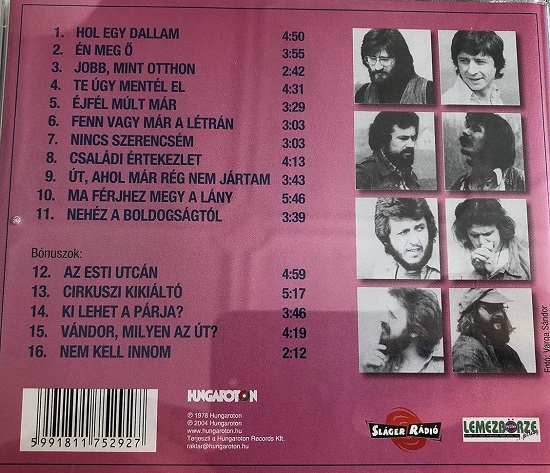 1. HOL EGY DALLAM 4:50
2. ÉN MEG Ő 3:55
3. JOBB, MINT OTTHON 2:42
4. TE ÚGY MENTÉL EL 4:31
5. ÉJFÉL MÚLT MÁR 3:29
6. FENN VAGY MÁR A LÉTRÁN 3:03
7. NINCS SZERENCSÉM 3:03
8. CSALÁDI ÉRTEKEZLET 4:13
9. ÚT, AHOL MÁR RÉG NEM JÁRTAM 3:43
10. MA FÉRJHEZ MEGY A LÁNY 5:46
11. NEHÉZ A BOLDOGSÁGTÓL 3:39
Bónuszok:
12. AZ ESTI UTCÁN 4:59
13. CIRKUSZI KIKIÁLTÓ 5:17
14. KI LEHET A PÁRJA? 3:46
15. VÁNDOR, MILYEN AZ ÚT? 4:19
16. NEM KELL INNOM 2:12
Fotó: Varga Sándor
5991811752927
HUNGAROTON
℗ 1978 Hungaroton
© 2004 Hungaroton
www.hungaroton.hu
Terjeszti a Hungaroton Records Kft.
raktar@hungaroton.hu
SLÁGER RÁDIÓ
LEMEZBÖRZE